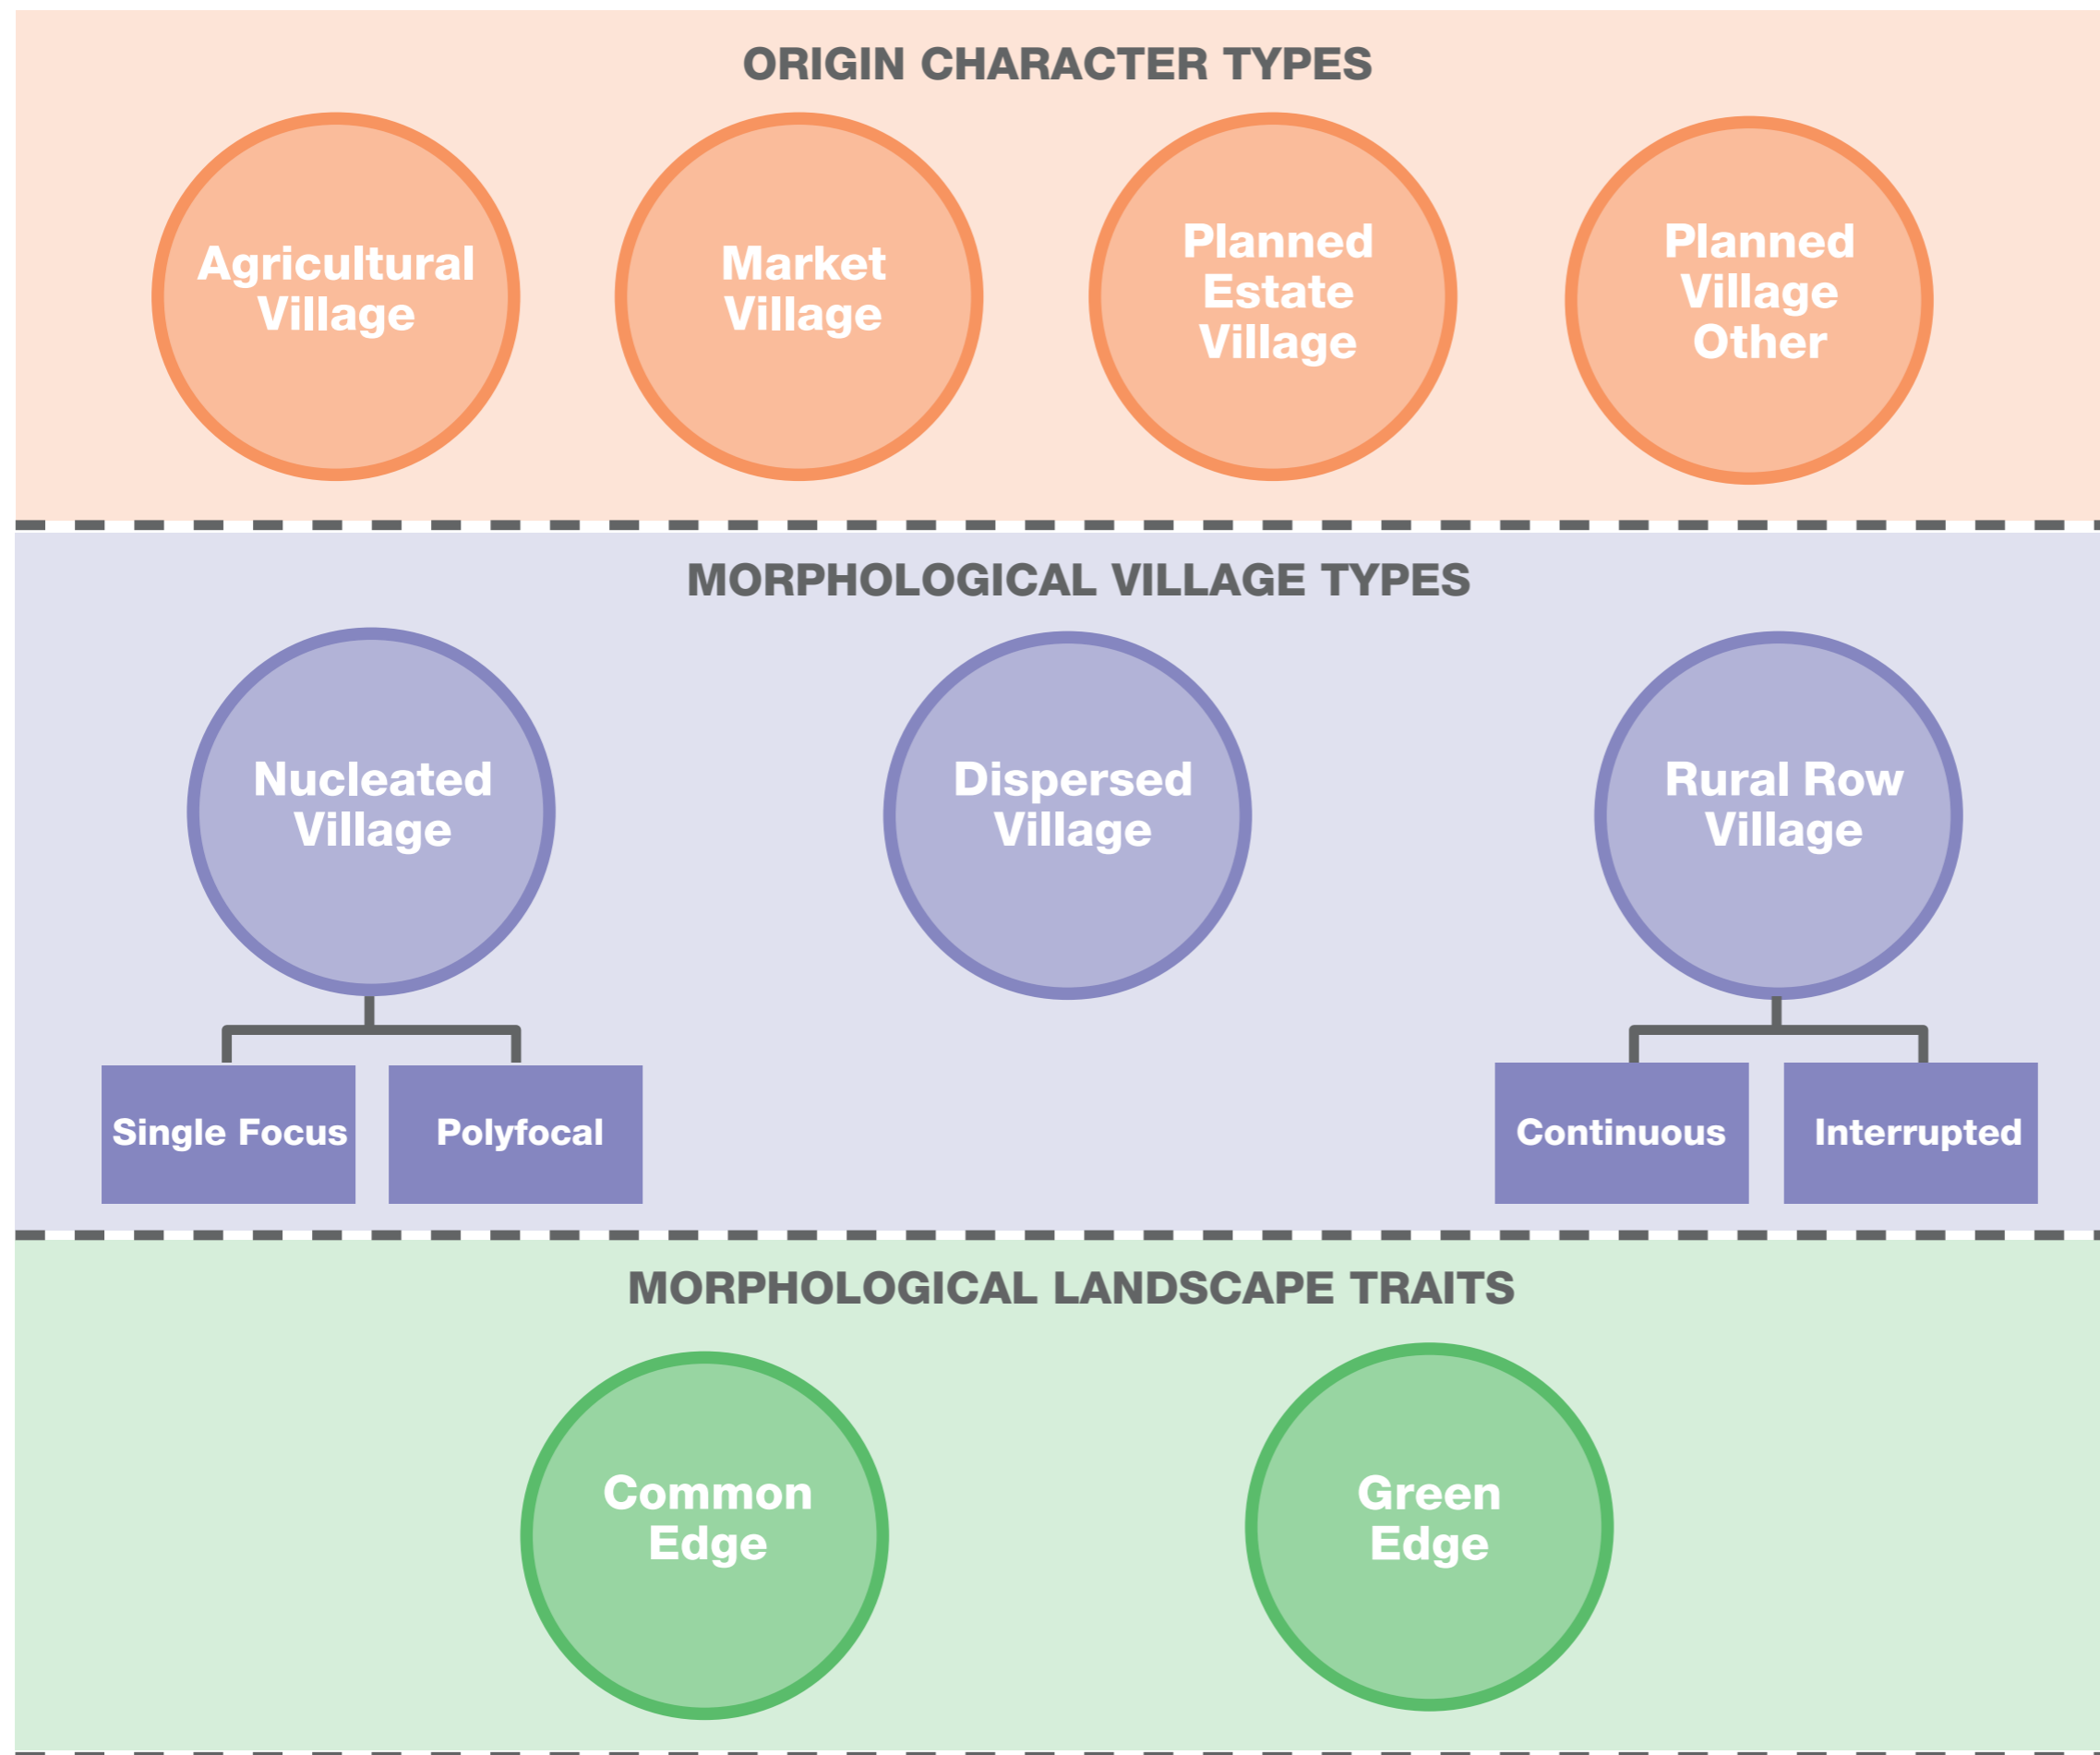 ORIGIN CHARACTER TYPES
Agricultural
Village
Market
Village
Planned
Estate
Village
Planned
Village
Other
MORPHOLOGICAL VILLAGE TYPES
Nucleated
Village
Dispersed
Village
Rural Row
Village
Single Focus
Polyfocal
Continuous
Interrupted
MORPHOLOGICAL LANDSCAPE TRAITS
Common
Edge
Green
Edge